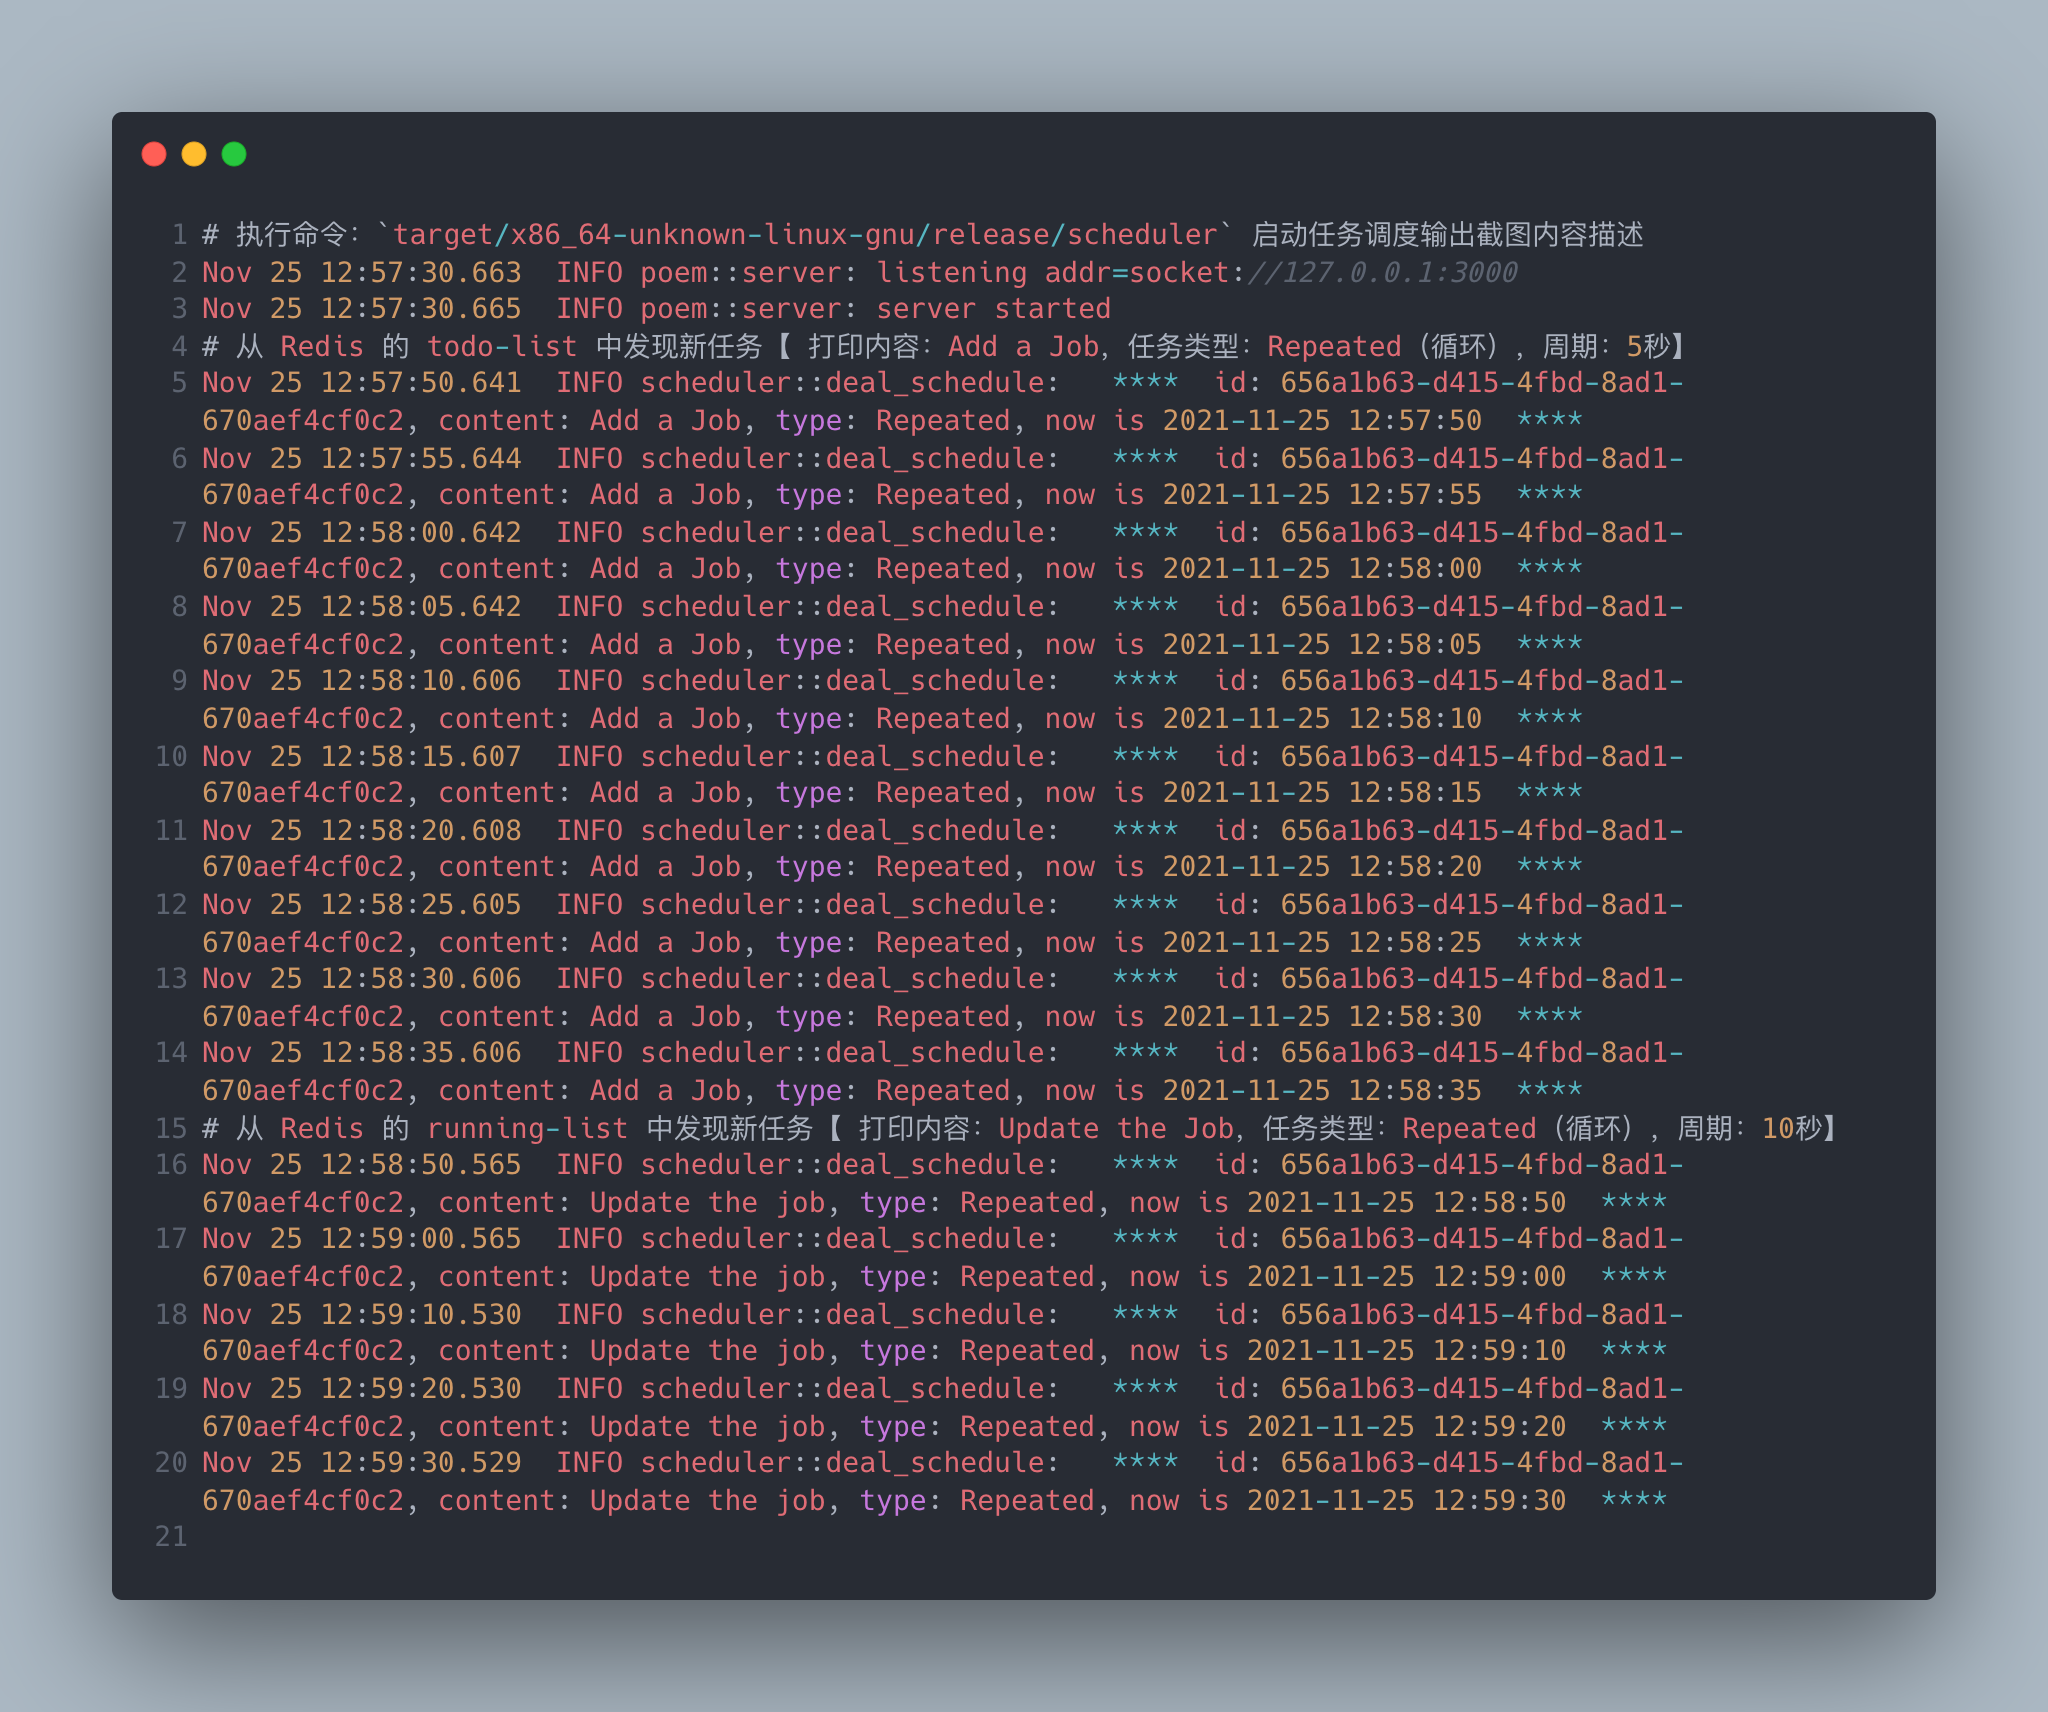 1 # 执行命令：`target/x86_64-unknown-linux-gnu/release/scheduler` 启动任务调度输出截图内容描述
2 Nov 25 12:57:30.663  INFO poem::server: listening addr=socket://127.0.0.1:3000
3 Nov 25 12:57:30.665  INFO poem::server: server started
4 # 从 Redis 的 todo-list 中发现新任务【 打印内容：Add a Job，任务类型：Repeated（循环），周期：5秒】
5 Nov 25 12:57:50.641  INFO scheduler::deal_schedule:   ****  id: 656a1b63-d415-4fbd-8ad1-
670aef4cf0c2, content: Add a Job, type: Repeated, now is 2021-11-25 12:57:50  ****
6 Nov 25 12:57:55.644  INFO scheduler::deal_schedule:   ****  id: 656a1b63-d415-4fbd-8ad1-
670aef4cf0c2, content: Add a Job, type: Repeated, now is 2021-11-25 12:57:55  ****
7 Nov 25 12:58:00.642  INFO scheduler::deal_schedule:   ****  id: 656a1b63-d415-4fbd-8ad1-
670aef4cf0c2, content: Add a Job, type: Repeated, now is 2021-11-25 12:58:00  ****
8 Nov 25 12:58:05.642  INFO scheduler::deal_schedule:   ****  id: 656a1b63-d415-4fbd-8ad1-
670aef4cf0c2, content: Add a Job, type: Repeated, now is 2021-11-25 12:58:05  ****
9 Nov 25 12:58:10.606  INFO scheduler::deal_schedule:   ****  id: 656a1b63-d415-4fbd-8ad1-
670aef4cf0c2, content: Add a Job, type: Repeated, now is 2021-11-25 12:58:10  ****
10 Nov 25 12:58:15.607  INFO scheduler::deal_schedule:   ****  id: 656a1b63-d415-4fbd-8ad1-
670aef4cf0c2, content: Add a Job, type: Repeated, now is 2021-11-25 12:58:15  ****
11 Nov 25 12:58:20.608  INFO scheduler::deal_schedule:   ****  id: 656a1b63-d415-4fbd-8ad1-
670aef4cf0c2, content: Add a Job, type: Repeated, now is 2021-11-25 12:58:20  ****
12 Nov 25 12:58:25.605  INFO scheduler::deal_schedule:   ****  id: 656a1b63-d415-4fbd-8ad1-
670aef4cf0c2, content: Add a Job, type: Repeated, now is 2021-11-25 12:58:25  ****
13 Nov 25 12:58:30.606  INFO scheduler::deal_schedule:   ****  id: 656a1b63-d415-4fbd-8ad1-
670aef4cf0c2, content: Add a Job, type: Repeated, now is 2021-11-25 12:58:30  ****
14 Nov 25 12:58:35.606  INFO scheduler::deal_schedule:   ****  id: 656a1b63-d415-4fbd-8ad1-
670aef4cf0c2, content: Add a Job, type: Repeated, now is 2021-11-25 12:58:35  ****
15 # 从 Redis 的 running-list 中发现新任务【 打印内容：Update the Job，任务类型：Repeated（循环），周期：10秒】
16 Nov 25 12:58:50.565  INFO scheduler::deal_schedule:   ****  id: 656a1b63-d415-4fbd-8ad1-
670aef4cf0c2, content: Update the job, type: Repeated, now is 2021-11-25 12:58:50  ****
17 Nov 25 12:59:00.565  INFO scheduler::deal_schedule:   ****  id: 656a1b63-d415-4fbd-8ad1-
670aef4cf0c2, content: Update the job, type: Repeated, now is 2021-11-25 12:59:00  ****
18 Nov 25 12:59:10.530  INFO scheduler::deal_schedule:   ****  id: 656a1b63-d415-4fbd-8ad1-
670aef4cf0c2, content: Update the job, type: Repeated, now is 2021-11-25 12:59:10  ****
19 Nov 25 12:59:20.530  INFO scheduler::deal_schedule:   ****  id: 656a1b63-d415-4fbd-8ad1-
670aef4cf0c2, content: Update the job, type: Repeated, now is 2021-11-25 12:59:20  ****
20 Nov 25 12:59:30.529  INFO scheduler::deal_schedule:   ****  id: 656a1b63-d415-4fbd-8ad1-
670aef4cf0c2, content: Update the job, type: Repeated, now is 2021-11-25 12:59:30  ****
21